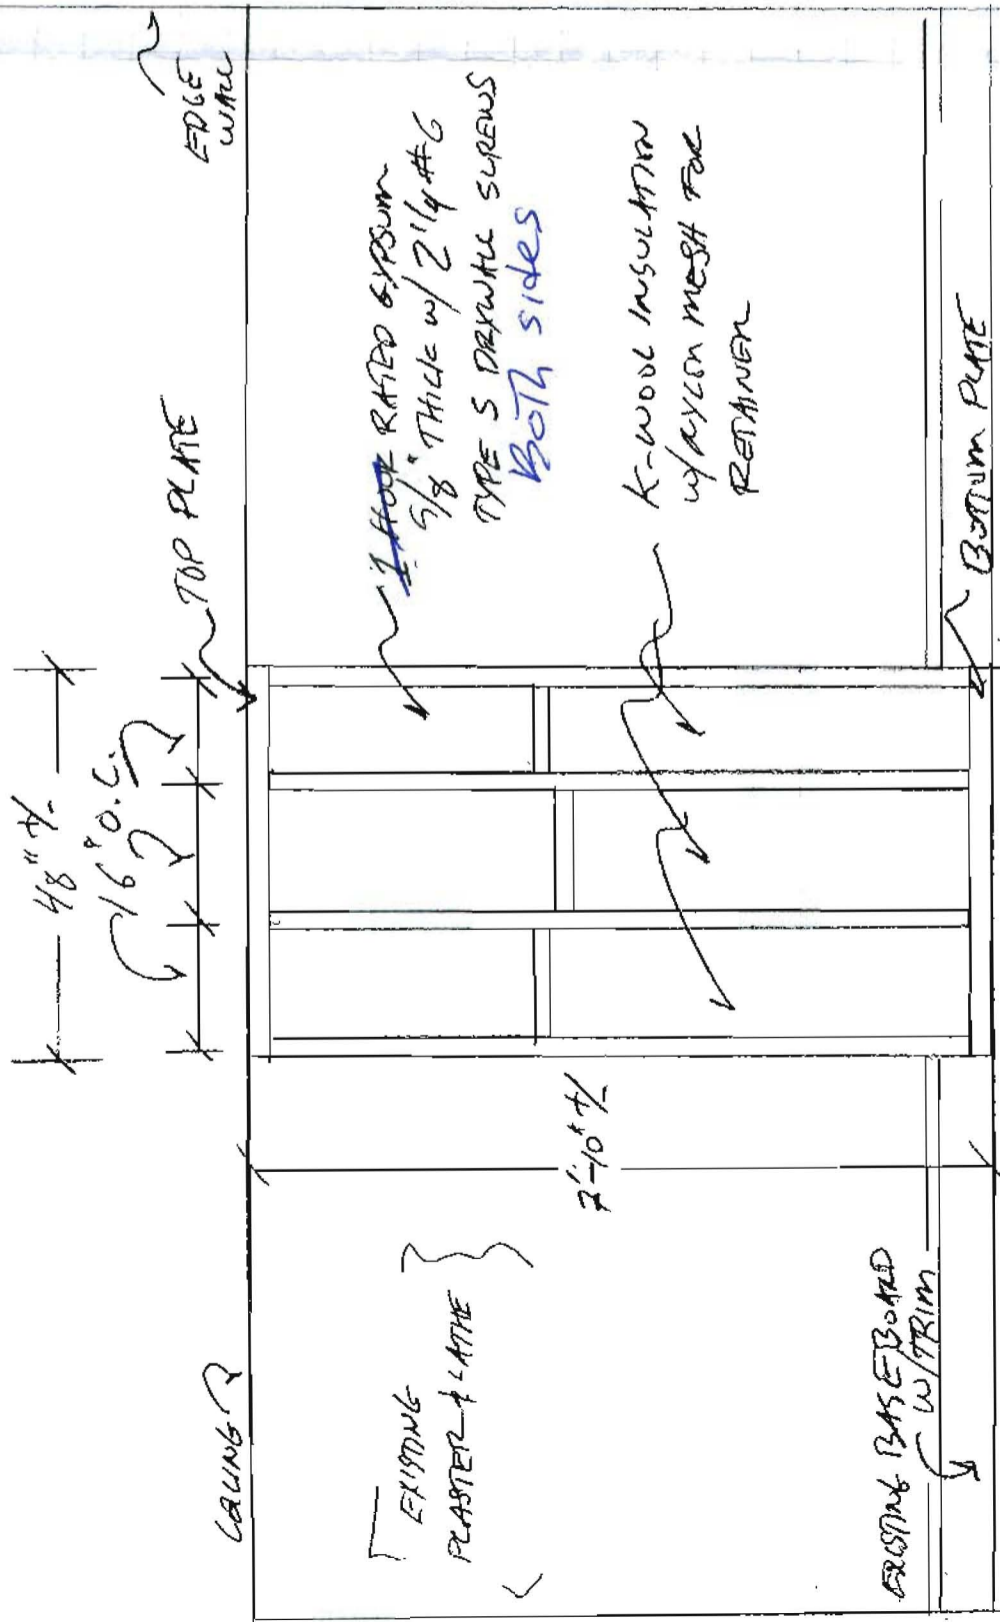 48" +/-
16" O.C.
CEILING
TOP PLATE
EDGE
WALL
EXISTING
PLASTER & LATHE
7'-10" +/-
1 HOUR RATED GYPSUM
5/8" THICK w/ 2 1/4 #6
TYPE S DRYWALL SCREWS
Both sides
K-WOOL INSULATION
w/ NYLON MESH FOR
RETAINER
EXISTING BASEBOARD
W/TRIM
BOTTOM PLATE